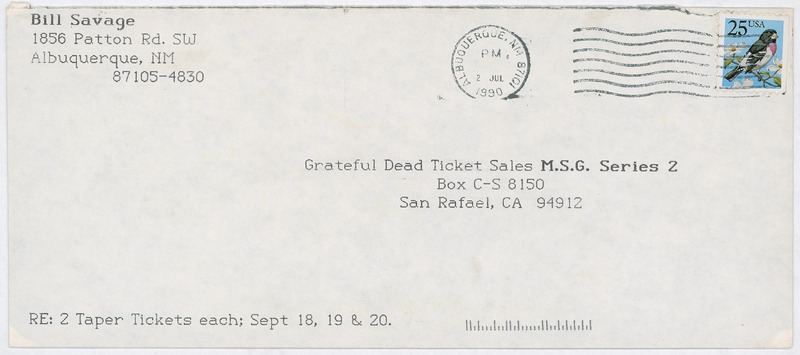 Bill Savage
1856 Patton Rd. SW
Albuquerque, NM
87105-4830
ALBUQUERQUE, NM 87101
PM
2 JUL
1990
25 USA
Grateful Dead Ticket Sales M.S.G. Series 2
Box C-S 8150
San Rafael, CA 94912
RE: 2 Taper Tickets each; Sept 18, 19 & 20.